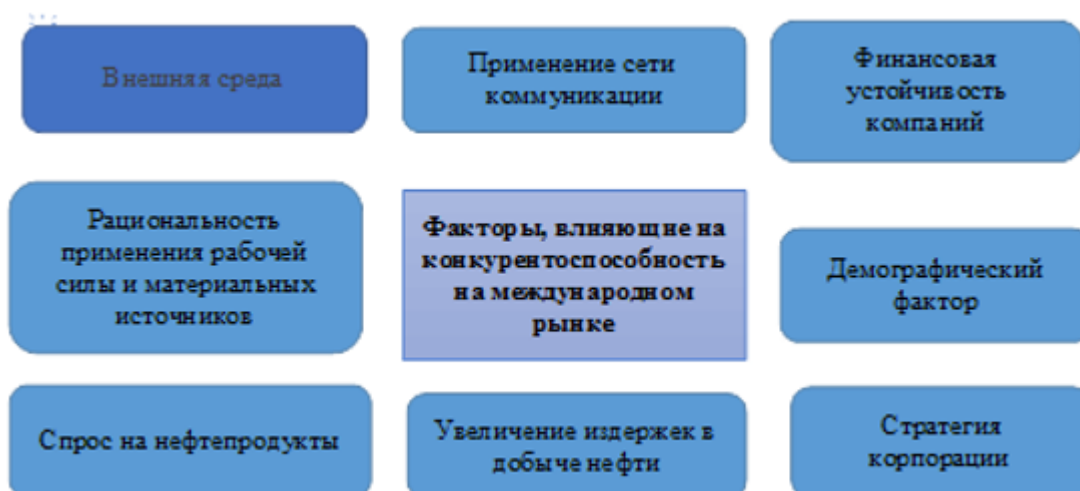 Внешняя среда
Применение сети
коммуникации
Финансовая
устойчивость
компаний
Рациональность
применения рабочей
силы и материальных
источников
Факторы, влияющие на
конкурентоспособность
на международном
рынке
Демографический
фактор
Спрос на нефтепродукты
Увеличение издержек в
добыче нефти
Стратегия
корпорации